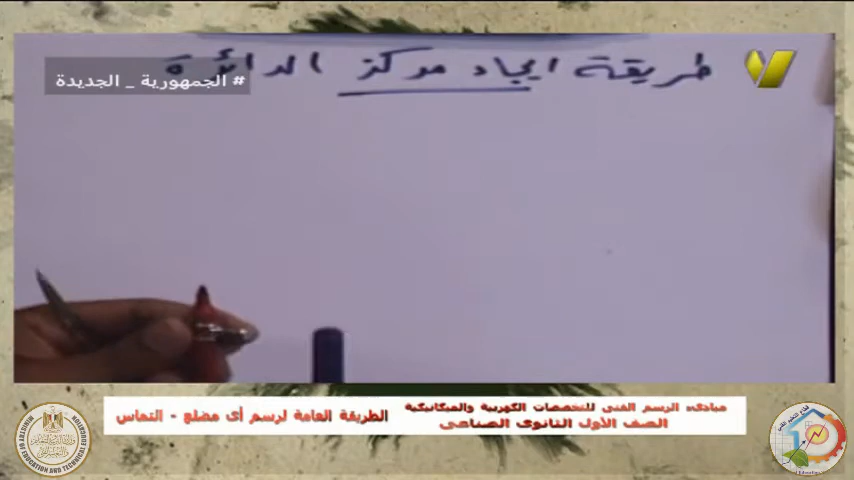 طريقة ايجاد مركز الدائرة
# الجمهورية _ الجديدة
مبادىء الرسم الفنى للتخصصات الكهربية والميكانيكية
الصف الأول الثانوى الصناعى
الطريقة العامة لرسم أى مضلع - التماس